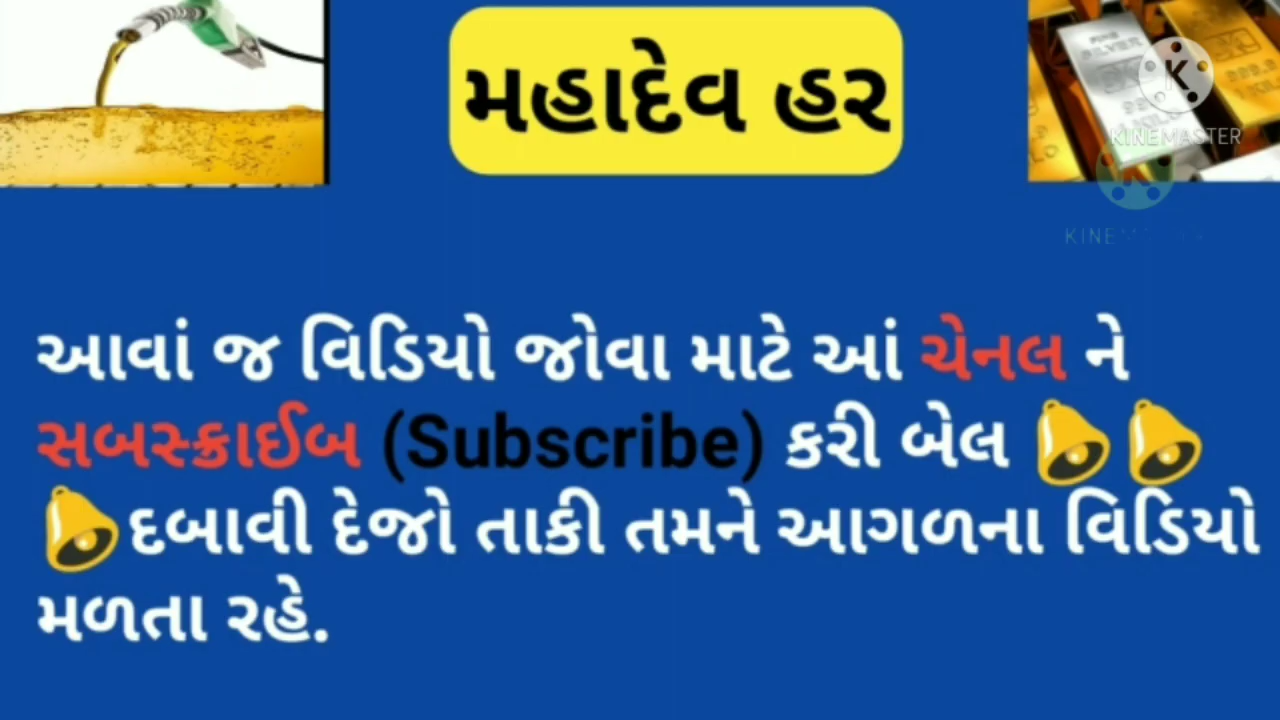 મહાદેવ હર
KINEMASTER
આવાં જ વિડિયો જોવા માટે આં ચેનલ ને
સબસ્ક્રાઈબ (Subscribe) કરી બેલ 🔔🔔
🔔દબાવી દેજો તાકી તમને આગળના વિડિયો
મળતા રહે.